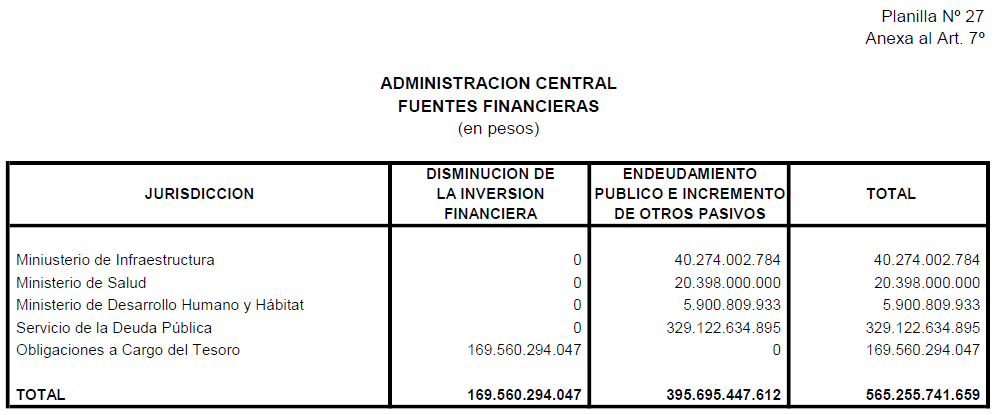 Planilla Nº 27
Anexa al Art. 7º
ADMINISTRACION CENTRAL
FUENTES FINANCIERAS
(en pesos)
JURISDICCION
DISMINUCION DE
LA INVERSION
FINANCIERA
ENDEUDAMIENTO
PUBLICO E INCREMENTO
DE OTROS PASIVOS
TOTAL
Miniusterio de Infraestructura 0 40.274.002.784 40.274.002.784
Ministerio de Salud 0 20.398.000.000 20.398.000.000
Ministerio de Desarrollo Humano y Hábitat 0 5.900.809.933 5.900.809.933
Servicio de la Deuda Pública 0 329.122.634.895 329.122.634.895
Obligaciones a Cargo del Tesoro 169.560.294.047 0 169.560.294.047
TOTAL 169.560.294.047 395.695.447.612 565.255.741.659